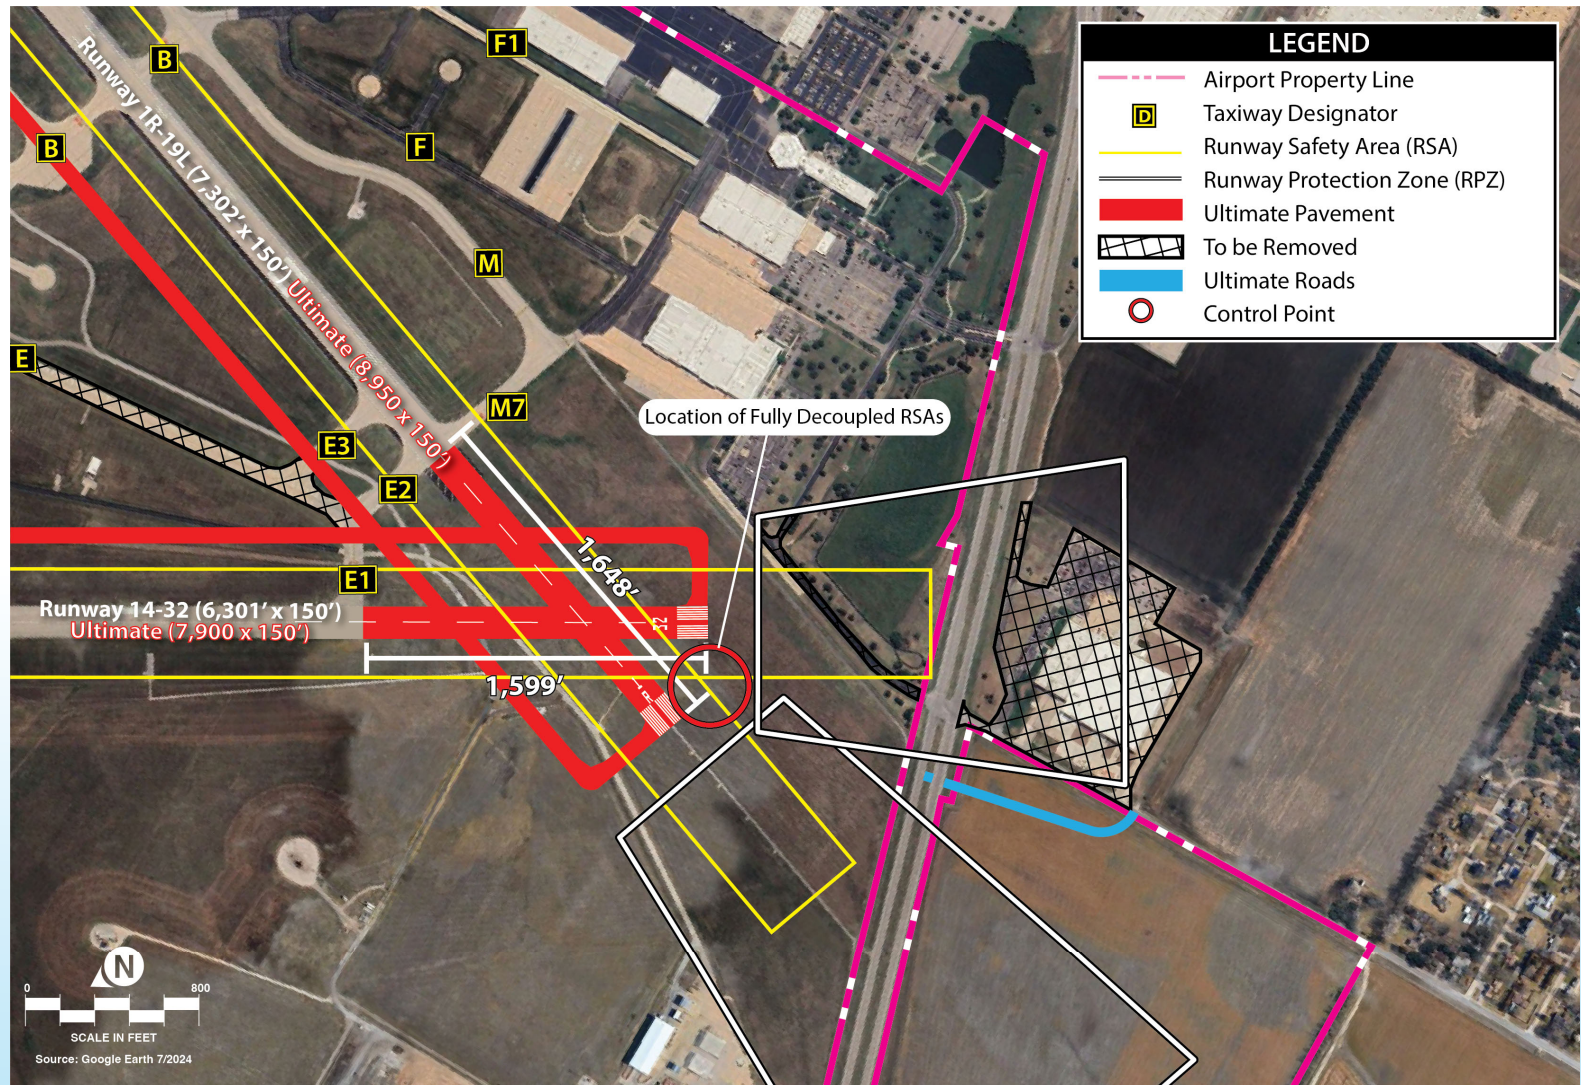 LEGEND
Airport Property Line
D
Taxiway Designator
Runway Safety Area (RSA)
Runway Protection Zone (RPZ)
Ultimate Pavement
To be Removed
Ultimate Roads
Control Point
B
F1
F
B
M
E
M7
E3
E2
E1
Runway 1R-19L (7,302’ x 150’) Ultimate (8,950 x 150’)
Location of Fully Decoupled RSAs
1,648’
Runway 14-32 (6,301’ x 150’)
Ultimate (7,900 x 150’)
32
1,599’
1R
N
0 800
SCALE IN FEET
Source: Google Earth 7/2024